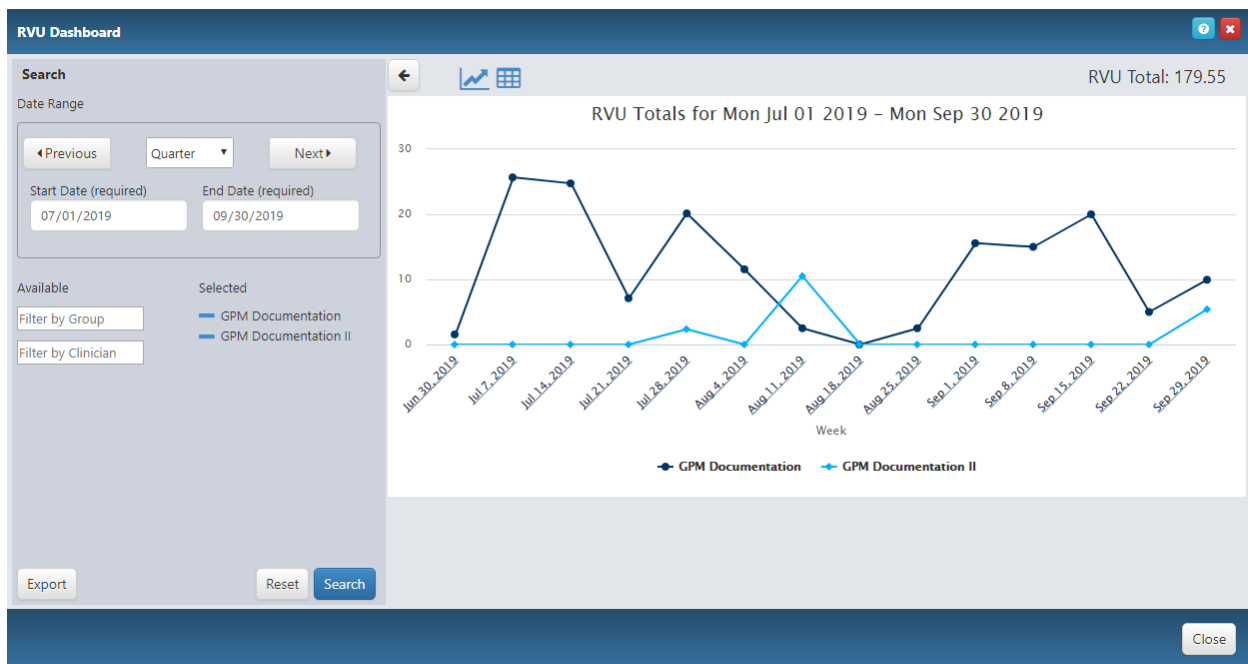 RVU Dashboard
Search
Date Range
Previous
Quarter
Next
Start Date (required)
End Date (required)
07/01/2019
09/30/2019
Available
Selected
Filter by Group
GPM Documentation
GPM Documentation II
Filter by Clinician
Export
Reset
Search
RVU Total: 179.55
RVU Totals for Mon Jul 01 2019 – Mon Sep 30 2019
30
20
10
0
Jun 30, 2019
Jul 7, 2019
Jul 14, 2019
Jul 21, 2019
Jul 28, 2019
Aug 4, 2019
Aug 11, 2019
Aug 18, 2019
Aug 25, 2019
Sep 1, 2019
Sep 8, 2019
Sep 15, 2019
Sep 22, 2019
Sep 29, 2019
Week
GPM Documentation
GPM Documentation II
Close